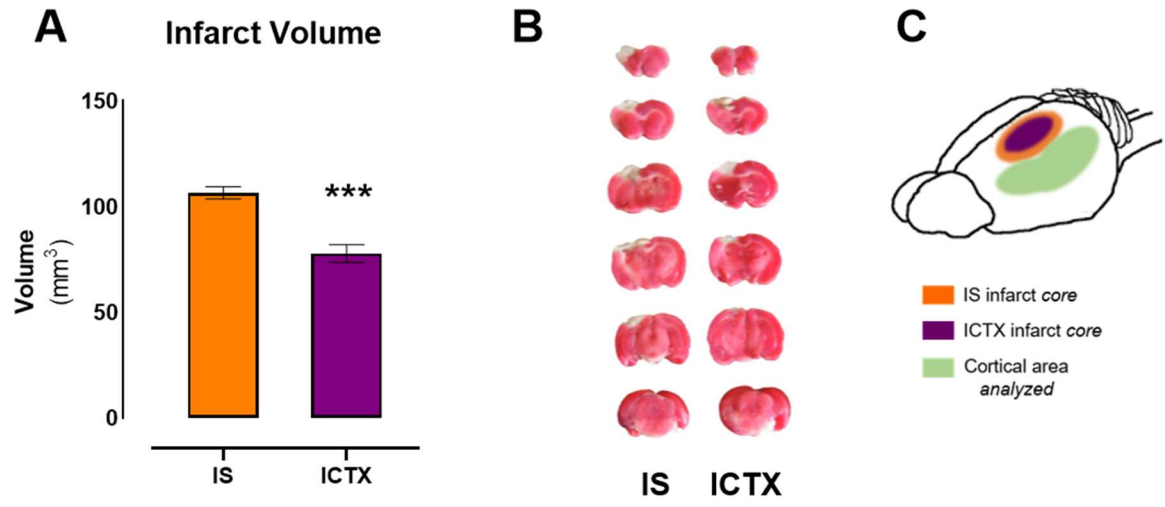 A
Infarct Volume
Volume
(mm³)
150
100
50
0
***
IS
ICTX
B
IS
ICTX
C
IS infarct core
ICTX infarct core
Cortical area
analyzed